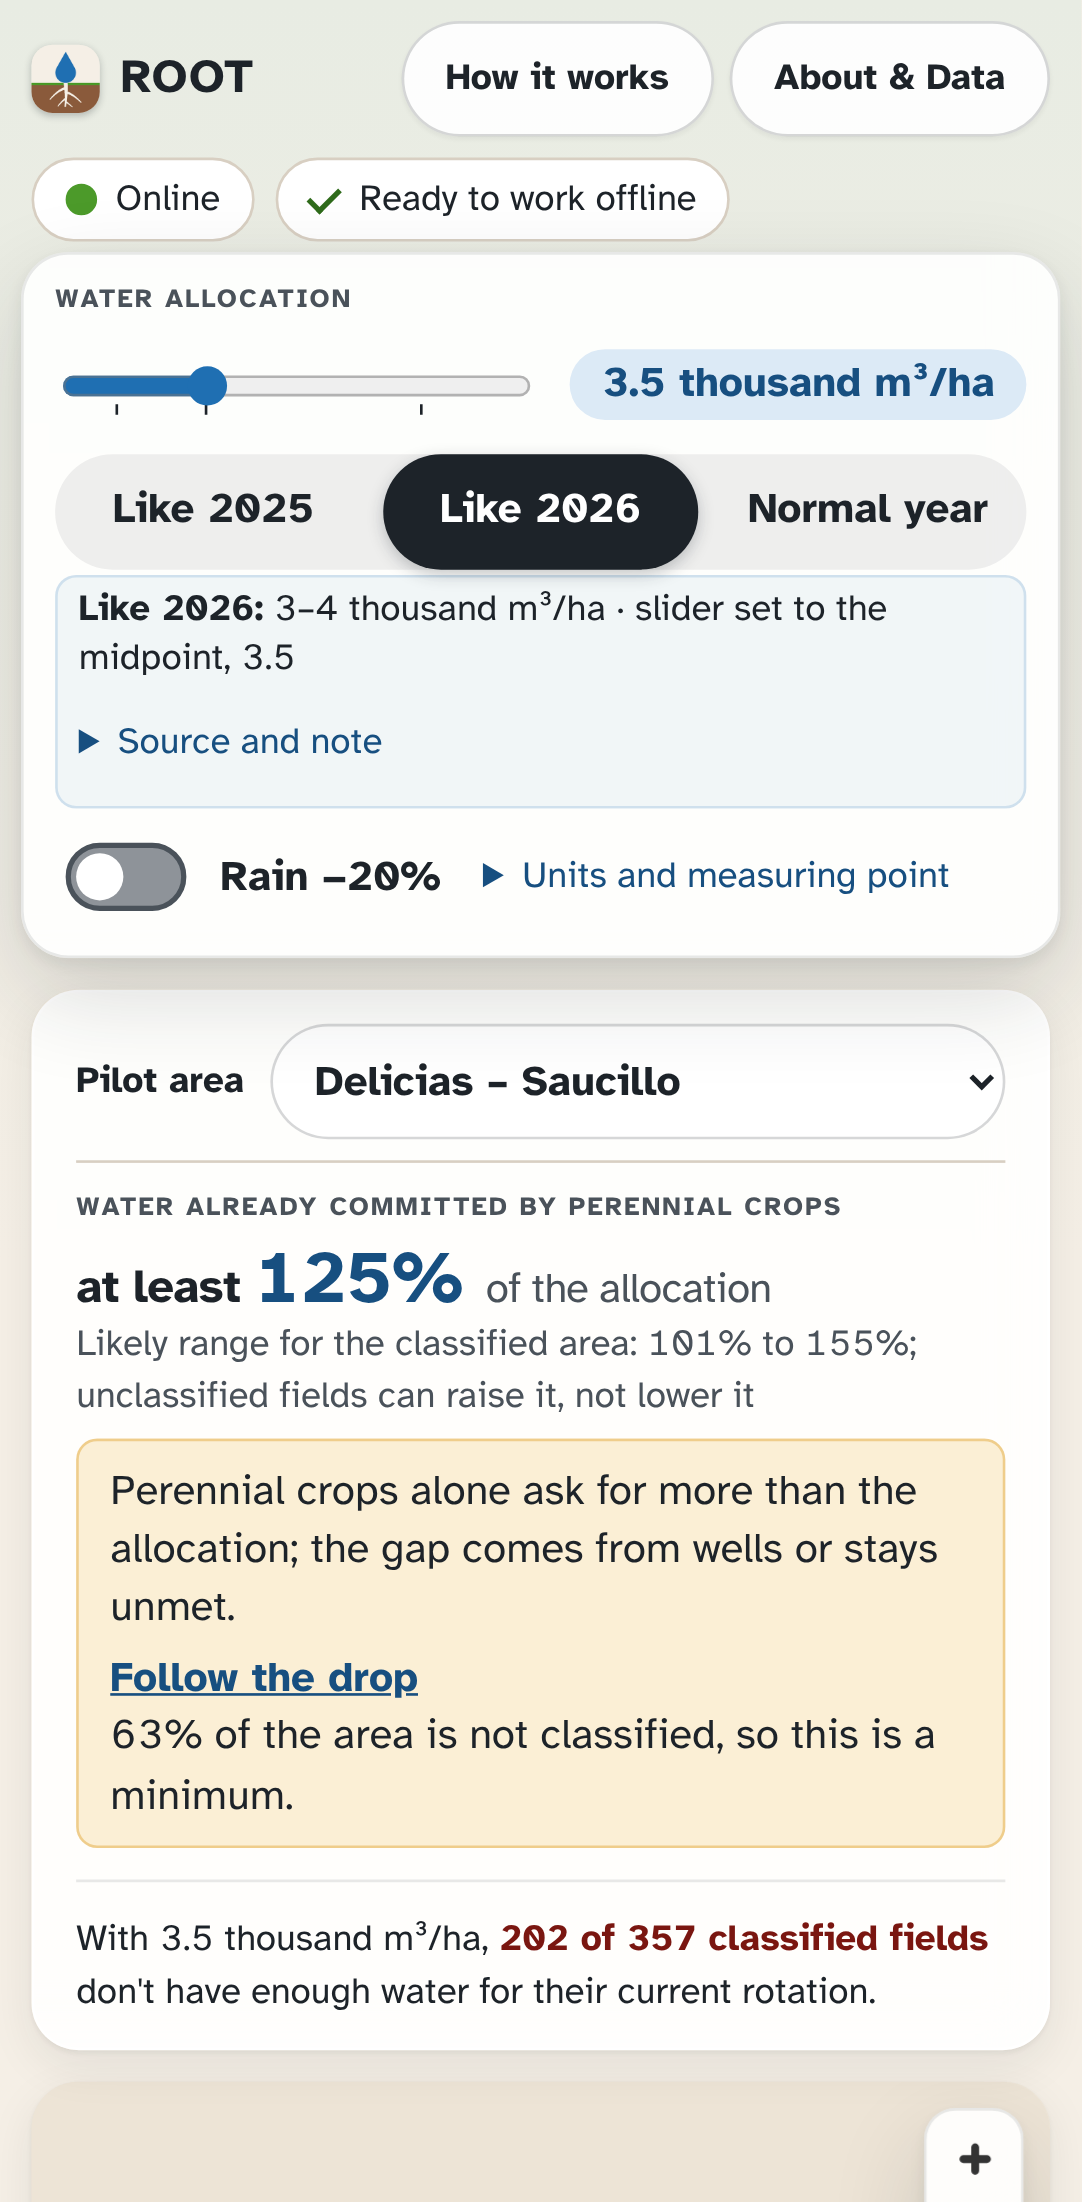 ROOT
How it works
About & Data
Online
Ready to work offline
WATER ALLOCATION
3.5 thousand m³/ha
Like 2025
Like 2026
Normal year
Like 2026: 3–4 thousand m³/ha · slider set to the
midpoint, 3.5
Source and note
Rain −20%
Units and measuring point
Pilot area
Delicias – Saucillo
WATER ALREADY COMMITTED BY PERENNIAL CROPS
at least 125% of the allocation
Likely range for the classified area: 101% to 155%;
unclassified fields can raise it, not lower it
Perennial crops alone ask for more than the
allocation; the gap comes from wells or stays
unmet.
Follow the drop
63% of the area is not classified, so this is a
minimum.
With 3.5 thousand m³/ha, 202 of 357 classified fields
don't have enough water for their current rotation.
+